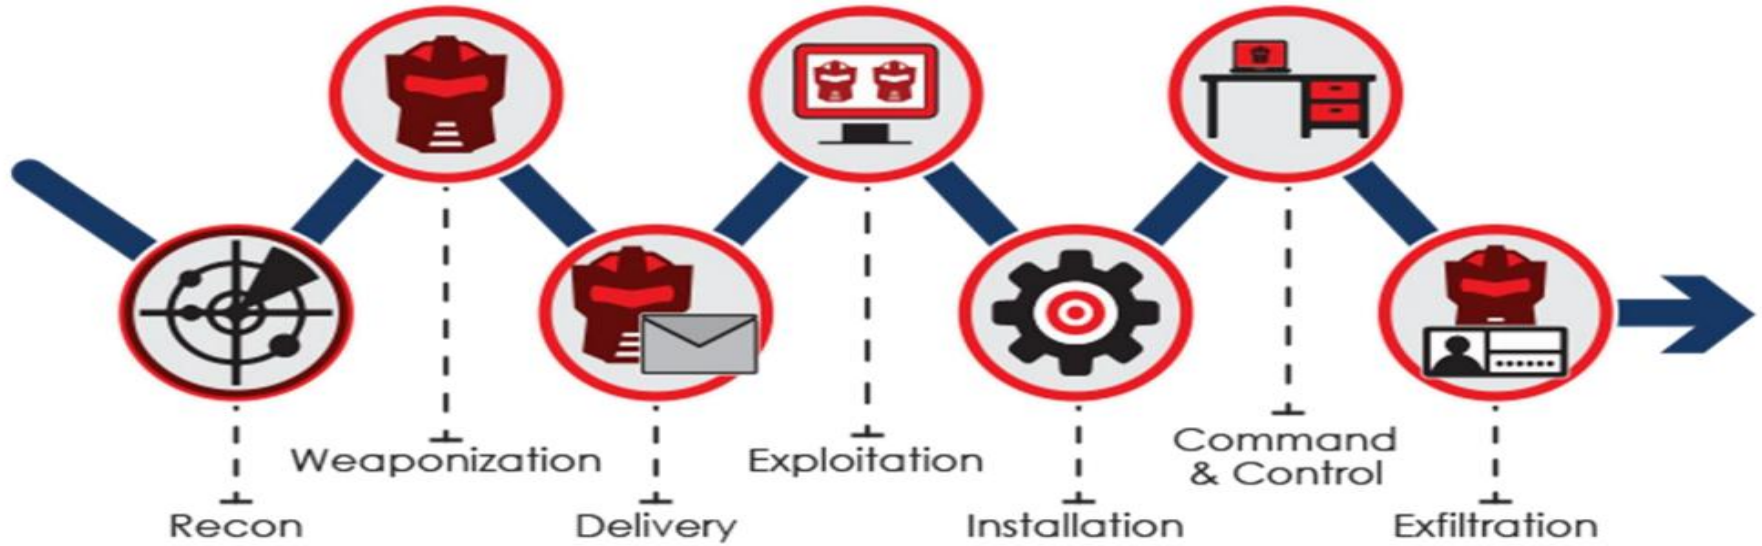 Recon
Weaponization
Delivery
Exploitation
Installation
Command
& Control
Exfiltration